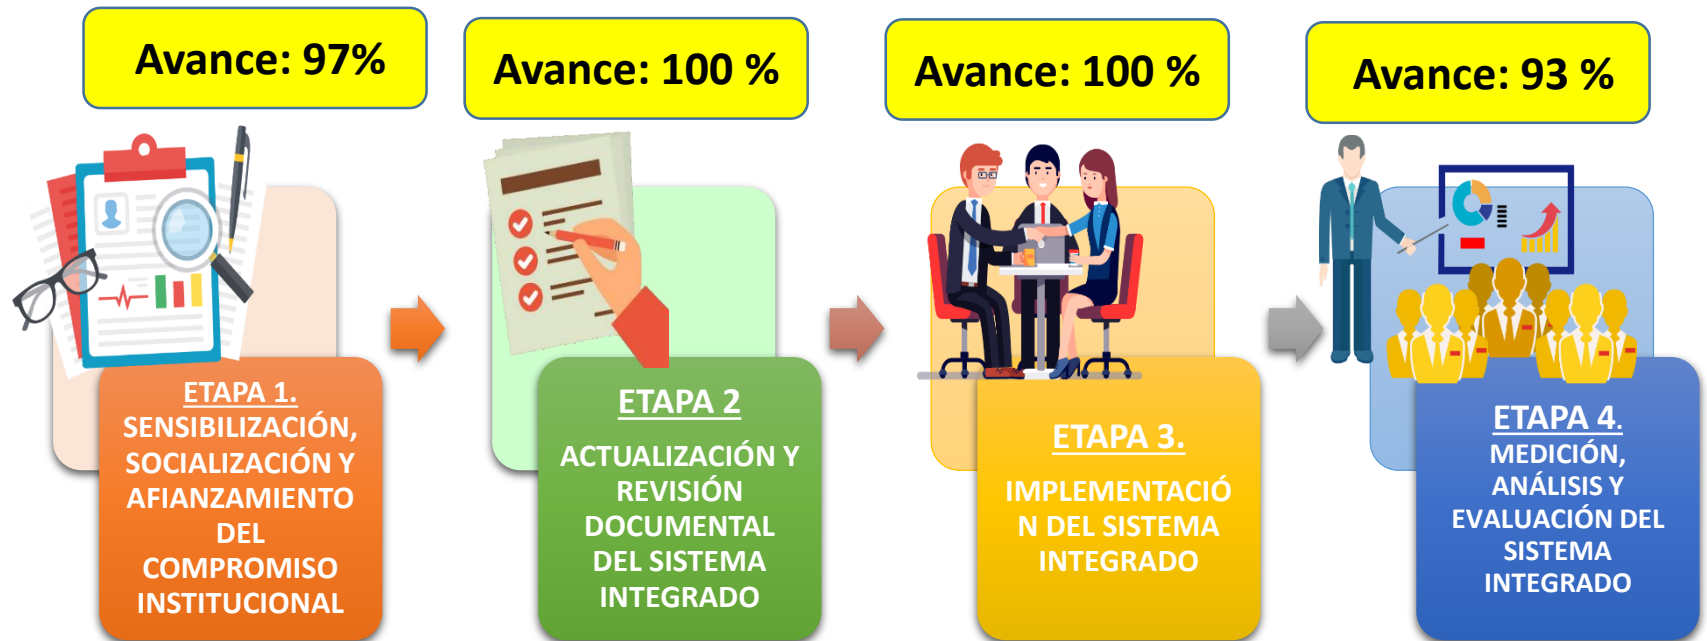 Avance: 97%
Avance: 100 %
Avance: 100 %
Avance: 93 %
ETAPA 1.
SENSIBILIZACIÓN,
SOCIALIZACIÓN Y
AFIANZAMIENTO
DEL
COMPROMISO
INSTITUCIONAL
ETAPA 2
ACTUALIZACIÓN Y
REVISIÓN
DOCUMENTAL
DEL SISTEMA
INTEGRADO
ETAPA 3.
IMPLEMENTACIÓ
N DEL SISTEMA
INTEGRADO
ETAPA 4.
MEDICIÓN,
ANÁLISIS Y
EVALUACIÓN DEL
SISTEMA
INTEGRADO